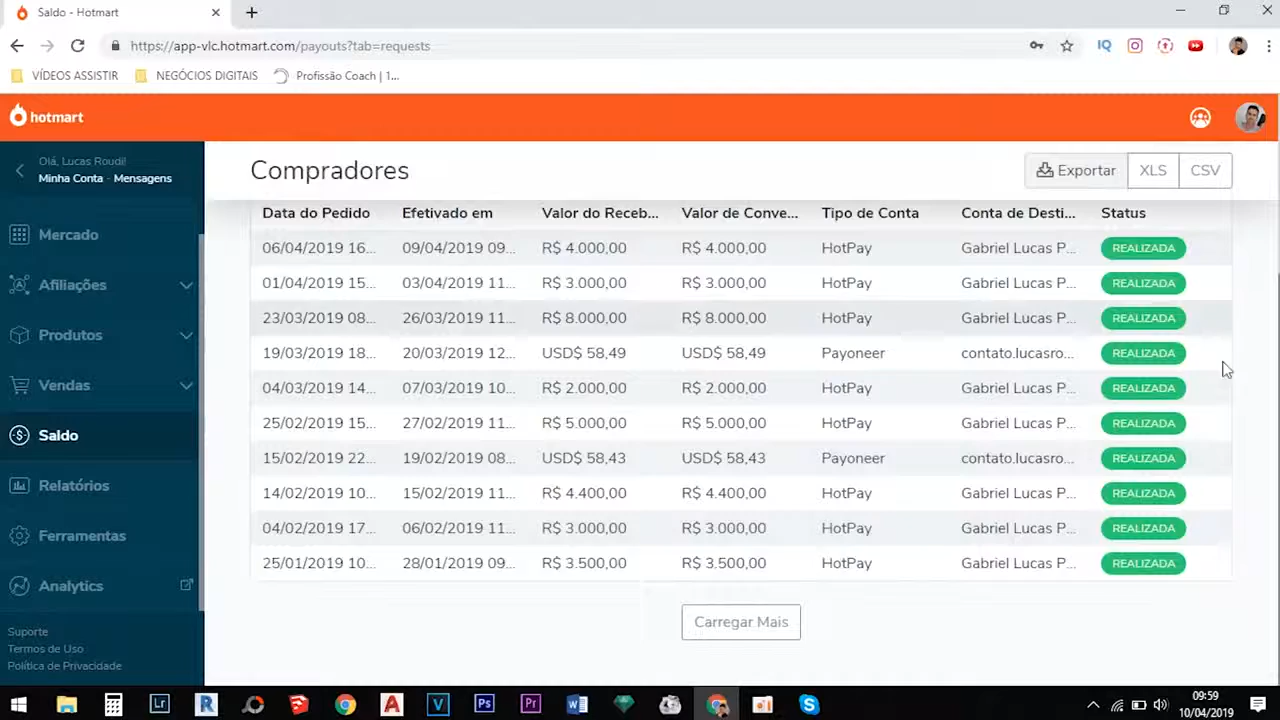 Saldo - Hotmart
https://app-vlc.hotmart.com/payouts?tab=requests
IQ
VÍDEOS ASSISTIR
NEGÓCIOS DIGITAIS
Profissão Coach | 1...
hotmart
Olá, Lucas Roudi!
Minha Conta - Mensagens
Mercado
Afiliações
Produtos
Vendas
Saldo
Relatórios
Ferramentas
Analytics
Suporte
Termos de Uso
Política de Privacidade
Compradores
Exportar XLS CSV
Data do Pedido Efetivado em Valor do Receb... Valor de Conve... Tipo de Conta Conta de Desti... Status
06/04/2019 16... 09/04/2019 09... R$ 4.000,00 R$ 4.000,00 HotPay Gabriel Lucas P... REALIZADA
01/04/2019 15... 03/04/2019 11... R$ 3.000,00 R$ 3.000,00 HotPay Gabriel Lucas P... REALIZADA
23/03/2019 08... 26/03/2019 11... R$ 8.000,00 R$ 8.000,00 HotPay Gabriel Lucas P... REALIZADA
19/03/2019 18... 20/03/2019 12... USD$ 58,49 USD$ 58,49 Payoneer contato.lucasro... REALIZADA
04/03/2019 14... 07/03/2019 10... R$ 2.000,00 R$ 2.000,00 HotPay Gabriel Lucas P... REALIZADA
25/02/2019 15... 27/02/2019 11... R$ 5.000,00 R$ 5.000,00 HotPay Gabriel Lucas P... REALIZADA
15/02/2019 22... 19/02/2019 08... USD$ 58,43 USD$ 58,43 Payoneer contato.lucasro... REALIZADA
14/02/2019 10... 15/02/2019 11... R$ 4.400,00 R$ 4.400,00 HotPay Gabriel Lucas P... REALIZADA
04/02/2019 17... 06/02/2019 11... R$ 3.000,00 R$ 3.000,00 HotPay Gabriel Lucas P... REALIZADA
25/01/2019 10... 28/01/2019 09... R$ 3.500,00 R$ 3.500,00 HotPay Gabriel Lucas P... REALIZADA
Carregar Mais
Lr R A V Ps Pr W S
09:59
10/04/2019